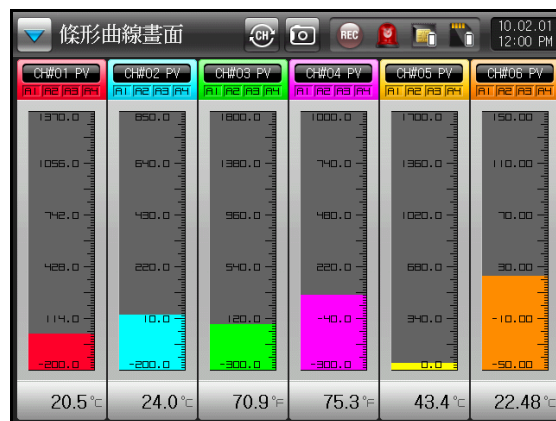 條形曲線畫面 CH REC 10.02.01
12:00 PM
CH#01 PV CH#02 PV CH#03 PV CH#04 PV CH#05 PV CH#06 PV
A1 A2 A3 A4 A1 A2 A3 A4 A1 A2 A3 A4 A1 A2 A3 A4 A1 A2 A3 A4 A1 A2 A3 A4
1370.0 850.0 1800.0 1000.0 1700.0 150.00
1056.0 640.0 1380.0 740.0 1360.0 110.00
742.0 430.0 960.0 480.0 1020.0 70.00
428.0 220.0 540.0 220.0 680.0 30.00
114.0 10.0 120.0 -40.0 340.0 -10.00
-200.0 -200.0 -300.0 -300.0 0.0 -50.00
20.5℃ 24.0℃ 70.9℉ 75.3℉ 43.4℃ 22.48℃